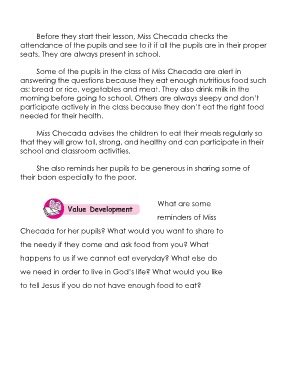 Before they start their lesson, Miss Checada checks the
attendance of the pupils and see to it if all the pupils are in their proper
seats. They are always present in school.
Some of the pupils in the class of Miss Checada are alert in
answering the questions because they eat enough nutritious food such
as: bread or rice, vegetables and meat. They also drink milk in the
morning before going to school. Others are always sleepy and don't
participate actively in the class because they don't eat the right food
needed for their health.
Miss Checada advises the children to eat their meals regularly so
that they will grow tall, strong, and healthy and can participate in their
school and classroom activities.
She also reminds her pupils to be generous in sharing some of
their baon especially to the poor.
Value Development
What are some
reminders of Miss
Checada for her pupils? What would you want to share to
the needy if they come and ask food from you? What
happens to us if we cannot eat everyday? What else do
we need in order to live in God's life? What would you like
to tell Jesus if you do not have enough food to eat?